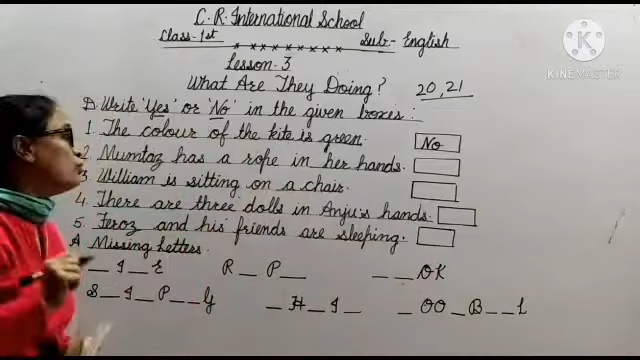 C.R. International School
Class-1st Sub:- English
××××××××
Lesson-3
What Are They Doing? 20,21
D. Write 'Yes' or 'No' in the given boxes:
1. The colour of the kite is green. No
2. Mumtaz has a rope in her hands.
3. William is sitting on a chair.
4. There are three dolls in Anju's hands.
5. Feroz and his friends are sleeping.
A Missing Letters.
_ I _ E R _ P _ _ _ OK
S _ I _ P _ _ G _ H _ I _ _ OO _ B _ _ L
KINEMASTER